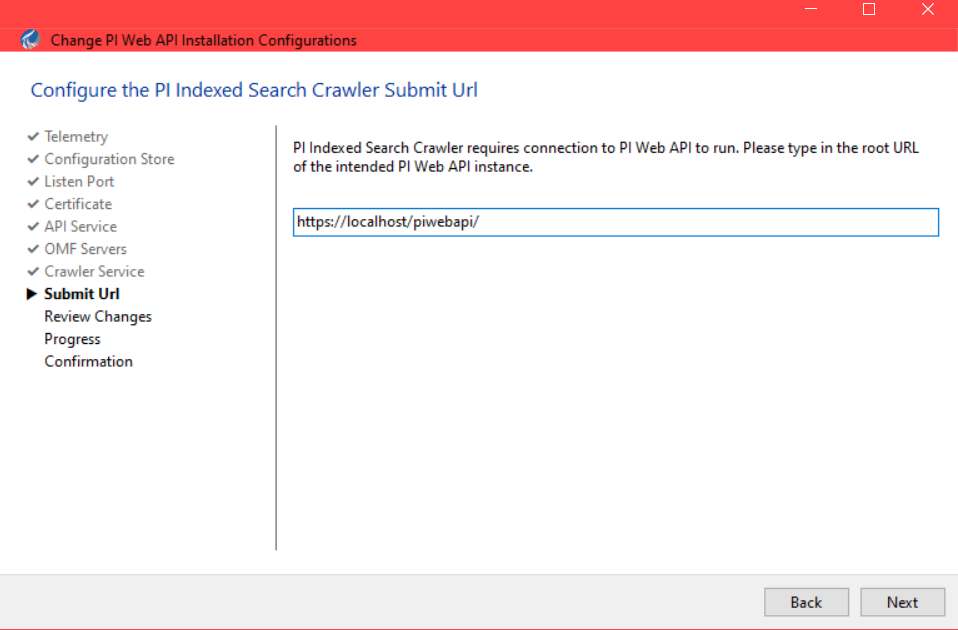 Change PI Web API Installation Configurations
Configure the PI Indexed Search Crawler Submit Url
Telemetry
Configuration Store
Listen Port
Certificate
API Service
OMF Servers
Crawler Service
Submit Url
Review Changes
Progress
Confirmation
PI Indexed Search Crawler requires connection to PI Web API to run. Please type in the root URL
of the intended PI Web API instance.
https://localhost/piwebapi/
Back
Next